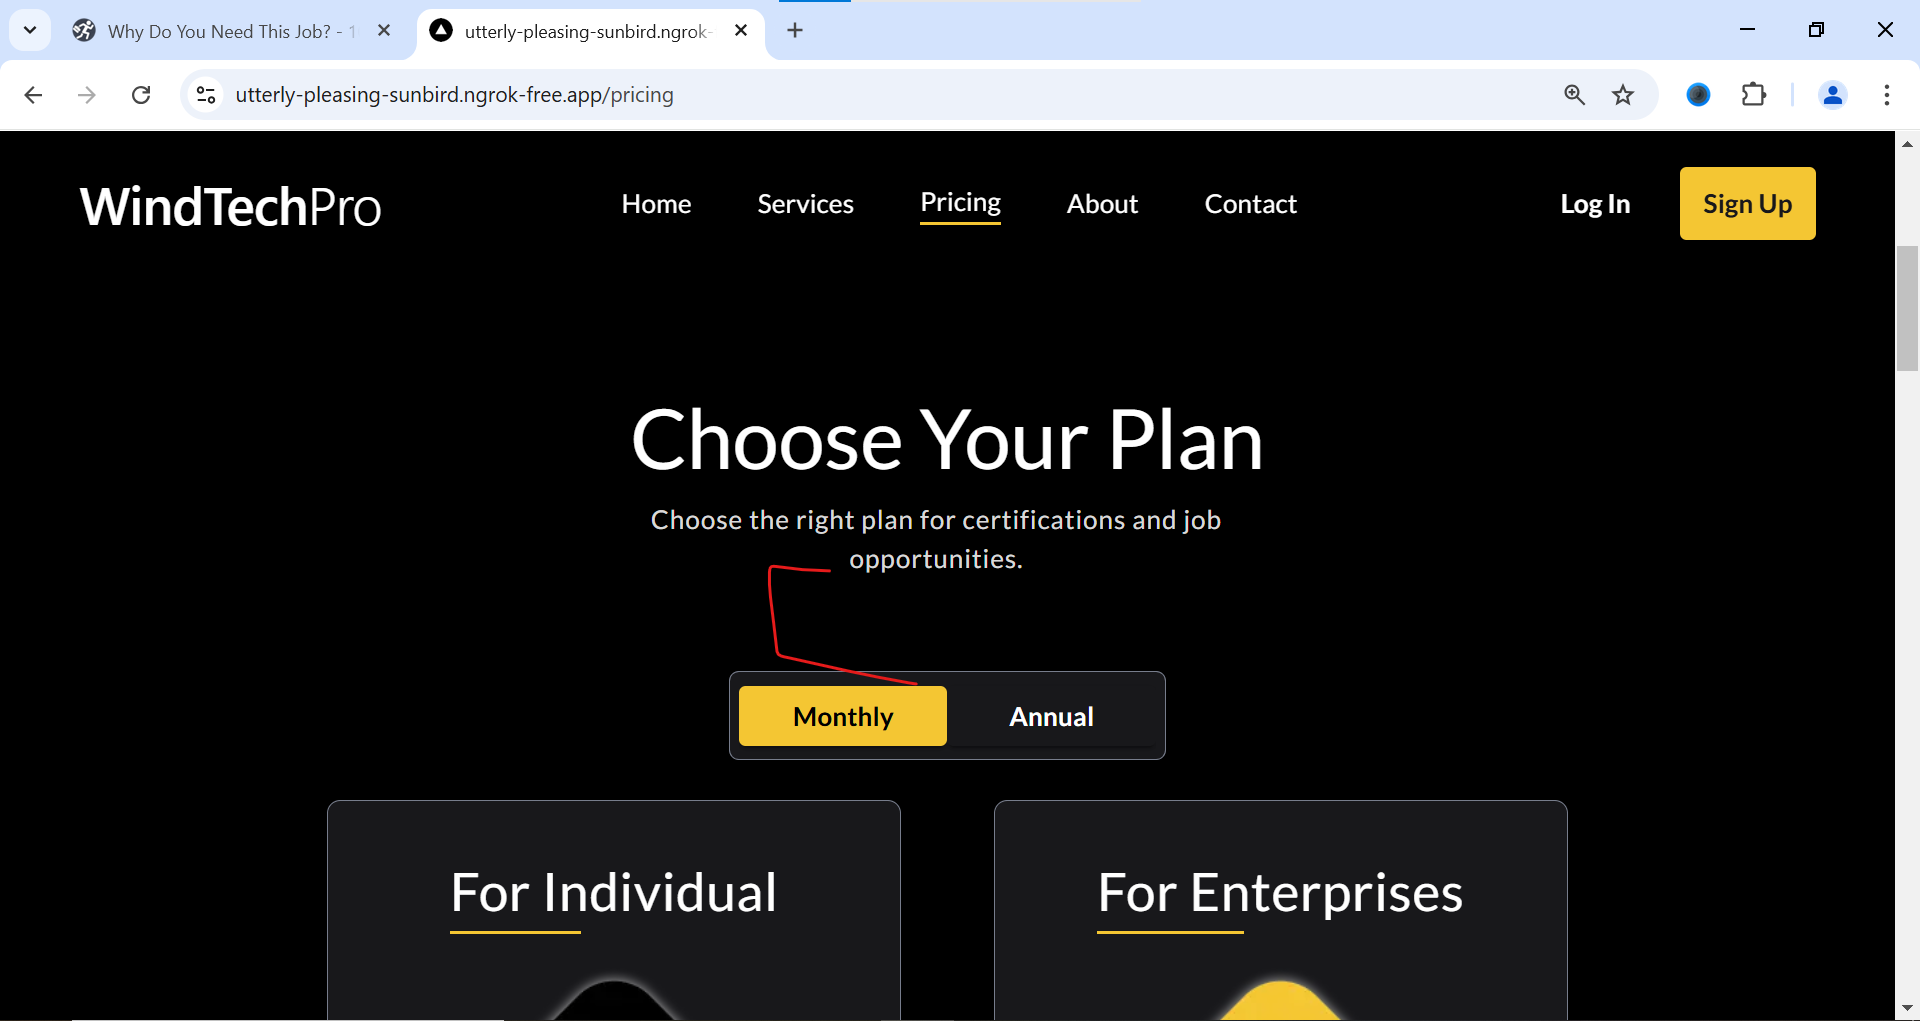 Why Do You Need This Job? - 1
utterly-pleasing-sunbird.ngrok-
utterly-pleasing-sunbird.ngrok-free.app/pricing
WindTechPro
Home
Services
Pricing
About
Contact
Log In
Sign Up
Choose Your Plan
Choose the right plan for certifications and job
opportunities.
Monthly
Annual
For Individual
For Enterprises